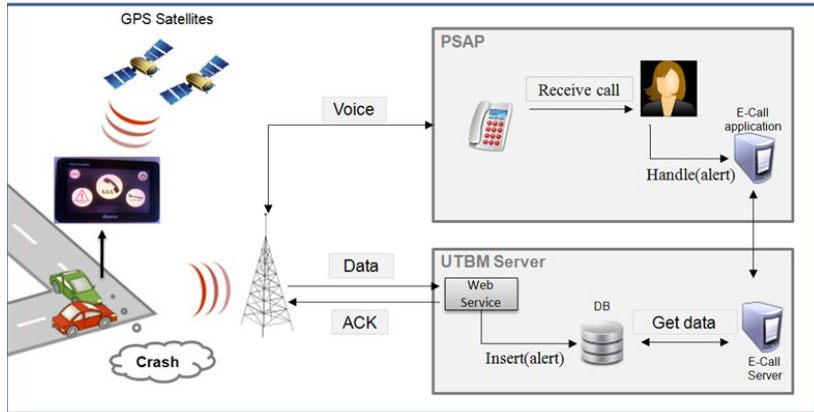 GPS Satellites
PSAP
Voice
Receive call
E-Call
application
Handle(alert)
S.O.S
UTBM Server
Data
Web
Service
ACK
DB
Get data
Insert(alert)
Crash
E-Call
Server